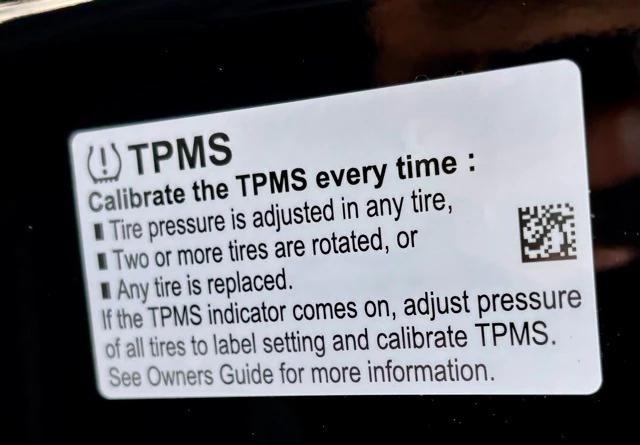 TPMS
Calibrate the TPMS every time :
Tire pressure is adjusted in any tire,
Two or more tires are rotated, or
Any tire is replaced.
If the TPMS indicator comes on, adjust pressure
of all tires to label setting and calibrate TPMS.
See Owners Guide for more information.